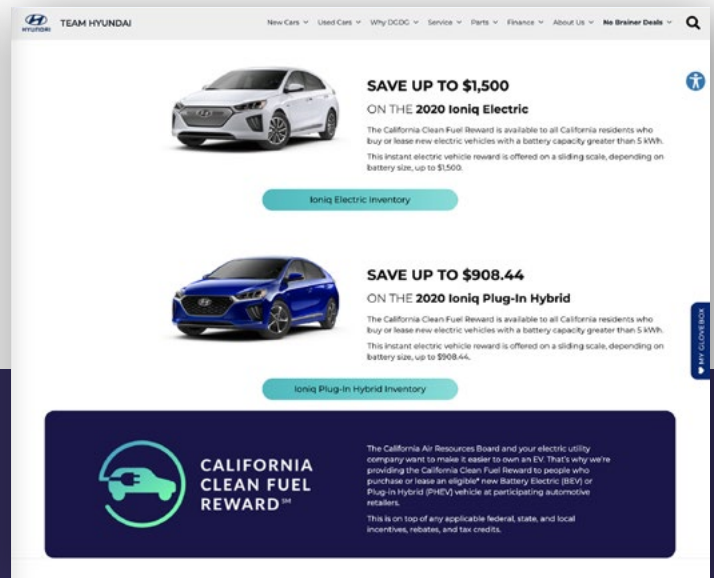 HYUNDAI
TEAM HYUNDAI
New Cars
Used Cars
Why DGDG
Service
Parts
Finance
About Us
No Brainer Deals
SAVE UP TO $1,500
ON THE 2020 Ioniq Electric
The California Clean Fuel Reward is available to all California residents who
buy or lease new electric vehicles with a battery capacity greater than 5 kWh.
This instant electric vehicle reward is offered on a sliding scale, depending on
battery size, up to $1,500.
Ioniq Electric Inventory
SAVE UP TO $908.44
ON THE 2020 Ioniq Plug-In Hybrid
The California Clean Fuel Reward is available to all California residents who
buy or lease new electric vehicles with a battery capacity greater than 5 kWh.
This instant electric vehicle reward is offered on a sliding scale, depending on
battery size, up to $908.44.
Ioniq Plug-In Hybrid Inventory
MY GLOVEBOX
CALIFORNIA
CLEAN FUEL
REWARD℠
The California Air Resources Board and your electric utility
company want to make it easier to own an EV. That's why we're
providing the California Clean Fuel Reward to people who
purchase or lease an eligible* new Battery Electric (BEV) or
Plug-in Hybrid (PHEV) vehicle at participating automotive
retailers.
This is on top of any applicable federal, state, and local
incentives, rebates, and tax credits.